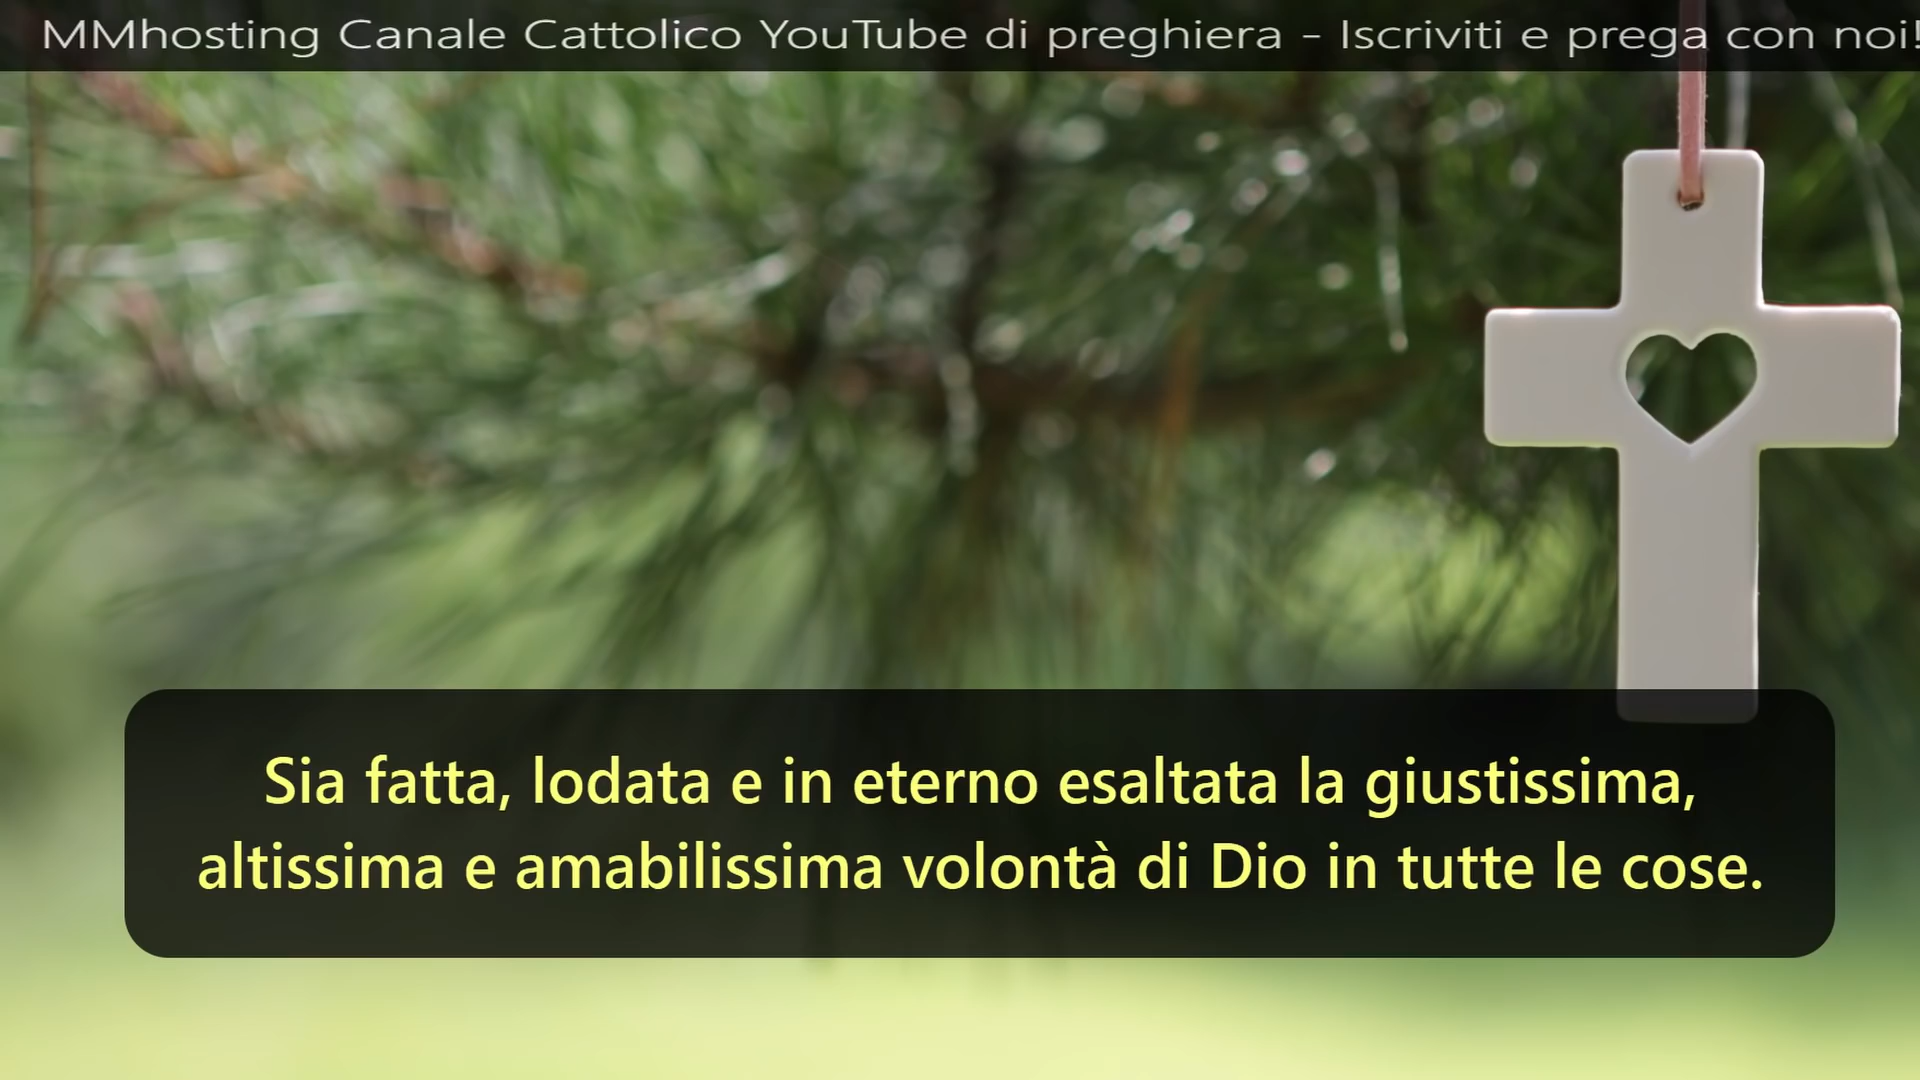 MMhosting Canale Cattolico YouTube di preghiera - Iscriviti e prega con noi!
Sia fatta, lodata e in eterno esaltata la giustissima,
altissima e amabilissima volontà di Dio in tutte le cose.